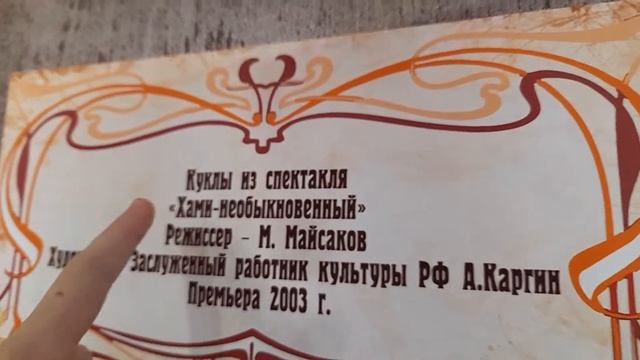 Куклы из спектакля
«Хами-необыкновенный»
Режиссер - М. Майсаков
Заслуженный работник культуры РФ А.Каргин
Премьера 2003 г.